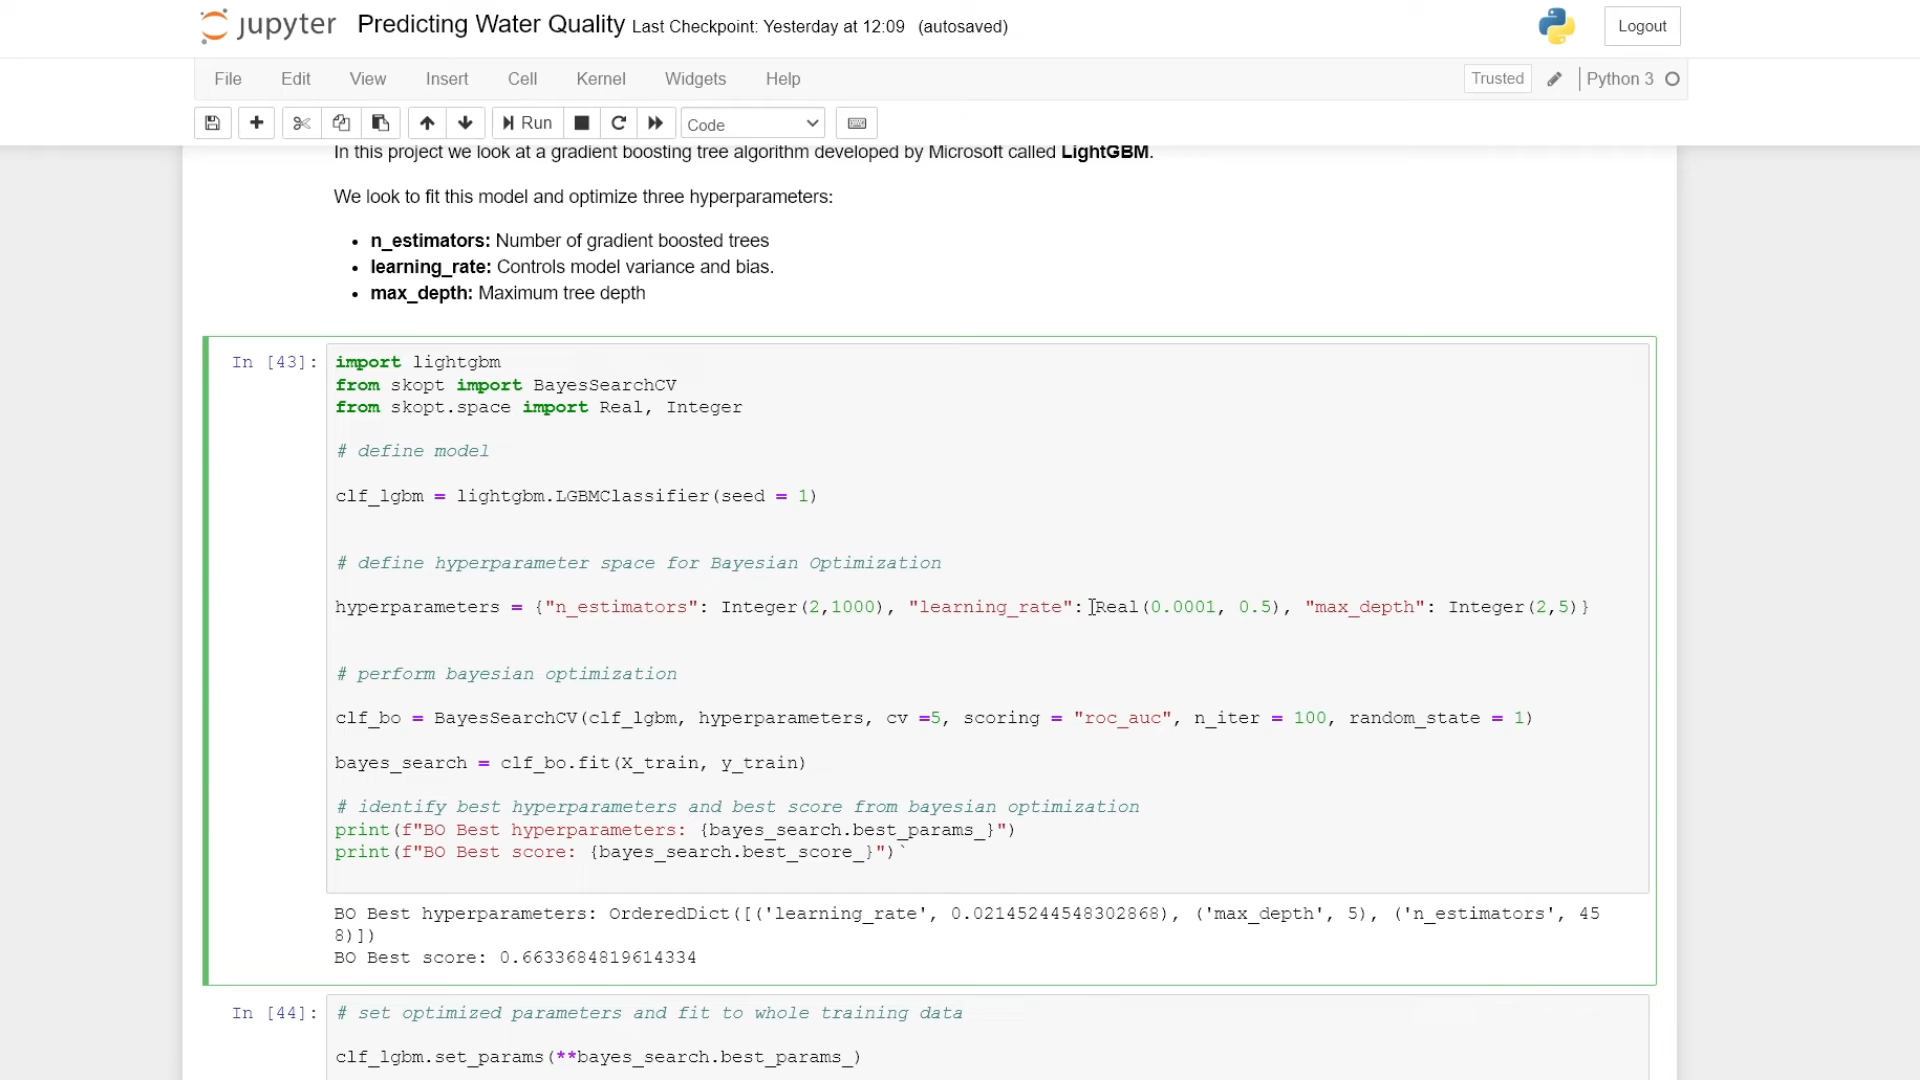 jupyter Predicting Water Quality Last Checkpoint: Yesterday at 12:09 (autosaved) Logout
File Edit View Insert Cell Kernel Widgets Help Trusted Python 3
Run Code
In this project we look at a gradient boosting tree algorithm developed by Microsoft called LightGBM.
We look to fit this model and optimize three hyperparameters:
• n_estimators: Number of gradient boosted trees
• learning_rate: Controls model variance and bias.
• max_depth: Maximum tree depth
In [43]: import lightgbm
from skopt import BayesSearchCV
from skopt.space import Real, Integer
# define model
clf_lgbm = lightgbm.LGBMClassifier(seed = 1)
# define hyperparameter space for Bayesian Optimization
hyperparameters = {"n_estimators": Integer(2,1000), "learning_rate": Real(0.0001, 0.5), "max_depth": Integer(2,5)}
# perform bayesian optimization
clf_bo = BayesSearchCV(clf_lgbm, hyperparameters, cv =5, scoring = "roc_auc", n_iter = 100, random_state = 1)
bayes_search = clf_bo.fit(X_train, y_train)
# identify best hyperparameters and best score from bayesian optimization
print(f"BO Best hyperparameters: {bayes_search.best_params_}")
print(f"BO Best score: {bayes_search.best_score_}")`
BO Best hyperparameters: OrderedDict([('learning_rate', 0.02145244548302868), ('max_depth', 5), ('n_estimators', 45
8)])
BO Best score: 0.6633684819614334
In [44]: # set optimized parameters and fit to whole training data
clf_lgbm.set_params(**bayes_search.best_params_)